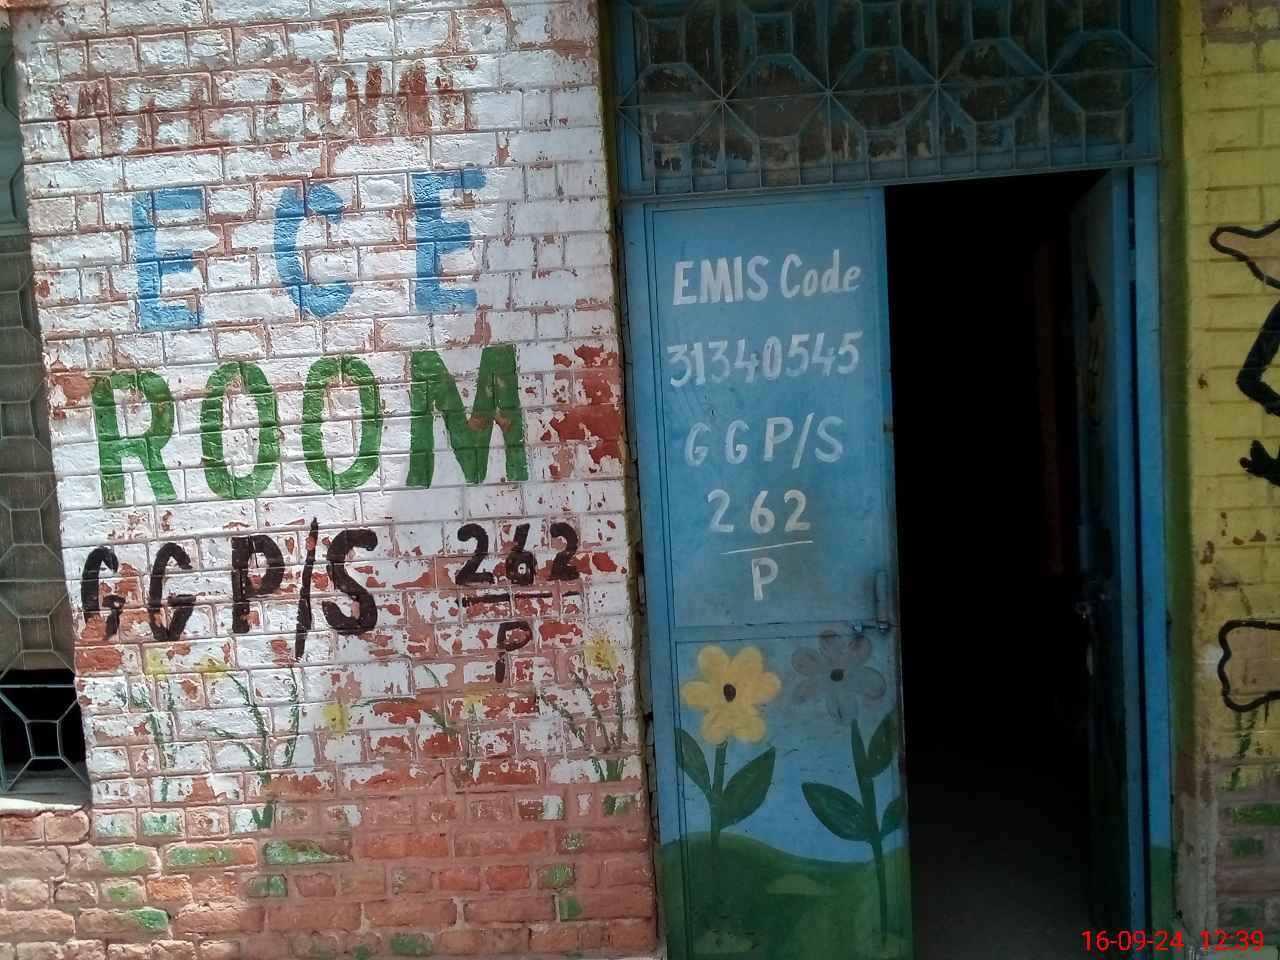 ECE
ROOM
GGP/S 262
P
EMIS Code
31340545
GGP/S
262
P
16-09-24 12:39